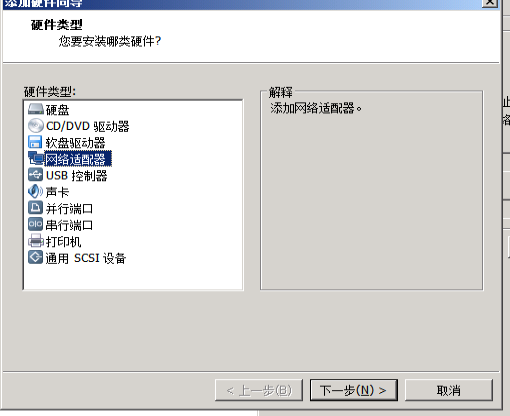 添加硬件向导
硬件类型
您要安装哪类硬件?
硬件类型:
硬盘
CD/DVD 驱动器
软盘驱动器
网络适配器
USB 控制器
声卡
并行端口
串行端口
打印机
通用 SCSI 设备
解释
添加网络适配器。
< 上一步(B)
下一步(N) >
取消